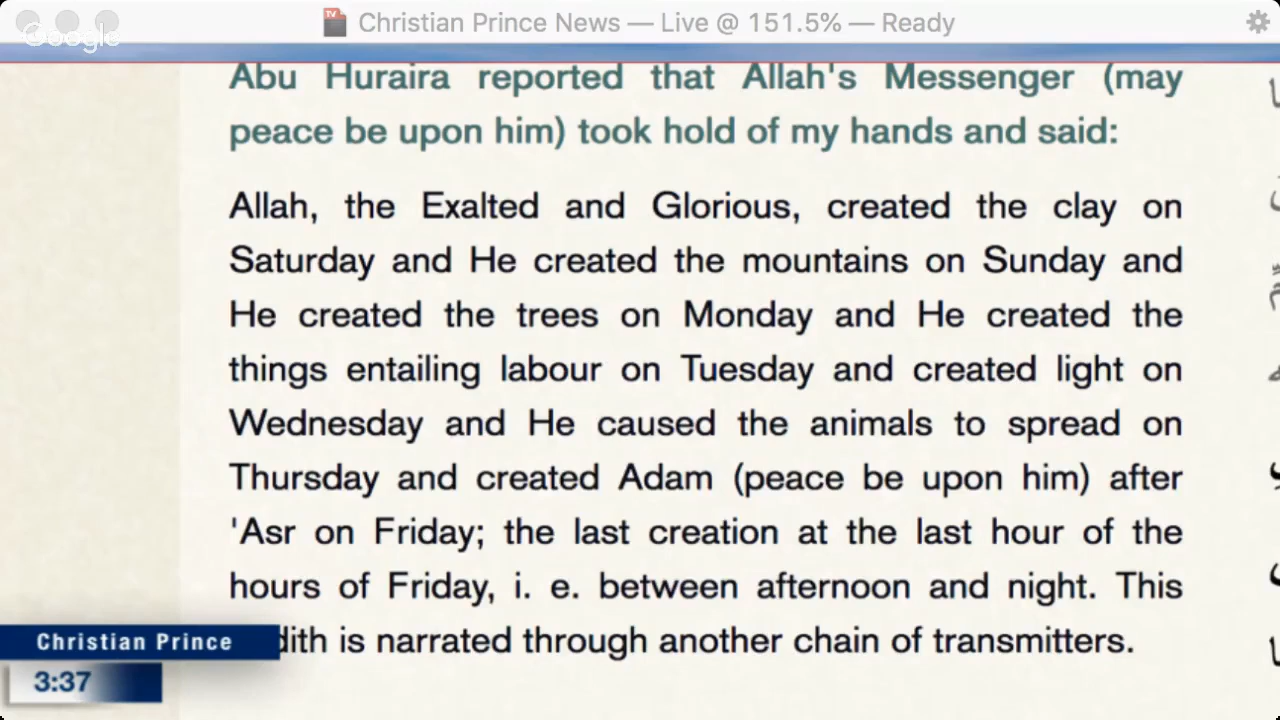 Christian Prince News — Live @ 151.5% — Ready
Google
Abu Huraira reported that Allah's Messenger (may
peace be upon him) took hold of my hands and said:
Allah, the Exalted and Glorious, created the clay on
Saturday and He created the mountains on Sunday and
He created the trees on Monday and He created the
things entailing labour on Tuesday and created light on
Wednesday and He caused the animals to spread on
Thursday and created Adam (peace be upon him) after
'Asr on Friday; the last creation at the last hour of the
hours of Friday, i. e. between afternoon and night. This
dith is narrated through another chain of transmitters.
Christian Prince
3:37